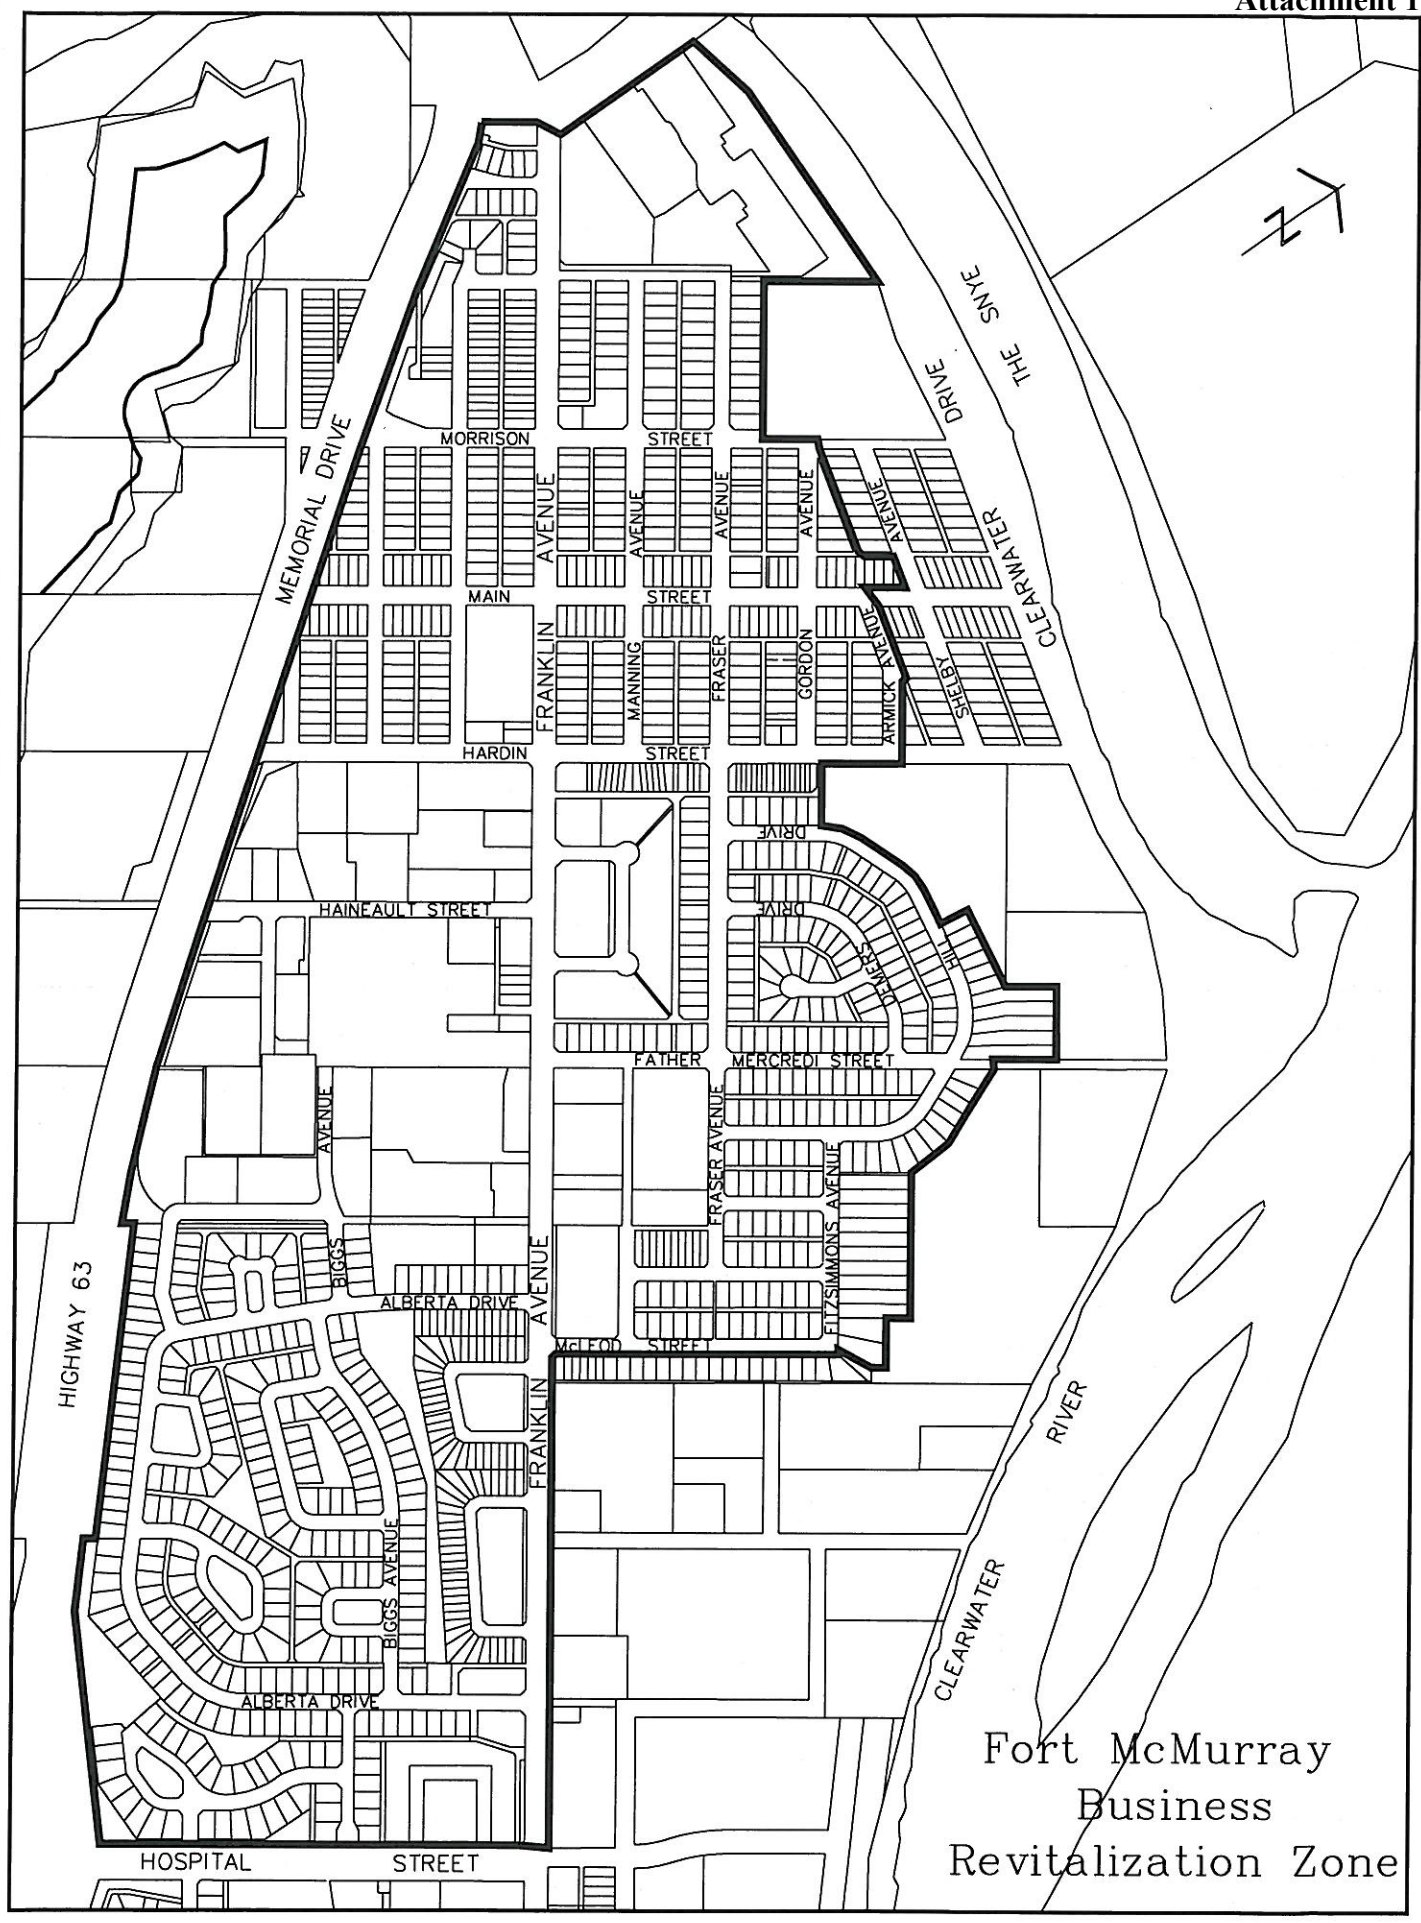 Attachment 1
THE SNYE
CLEARWATER DRIVE
MEMORIAL DRIVE
MORRISON STREET
AVENUE
AVENUE
AVENUE
AVENUE
AVENUE
MAIN STREET
FRANKLIN
MANNING
FRASER
GORDON
ARMICK AVENUE
SHELBY
HARDIN STREET
DRIVE
HAINEAULT STREET
DRIVE
DEMERS
HILL
FATHER MERCREDI STREET
AVENUE
BIGGS
FRASER AVENUE
FITZSIMMONS AVENUE
HIGHWAY 63
ALBERTA DRIVE
AVENUE
McLEOD STREET
FRANKLIN
BIGGS AVENUE
ALBERTA DRIVE
CLEARWATER RIVER
HOSPITAL STREET
N
Fort McMurray
Business
Revitalization Zone